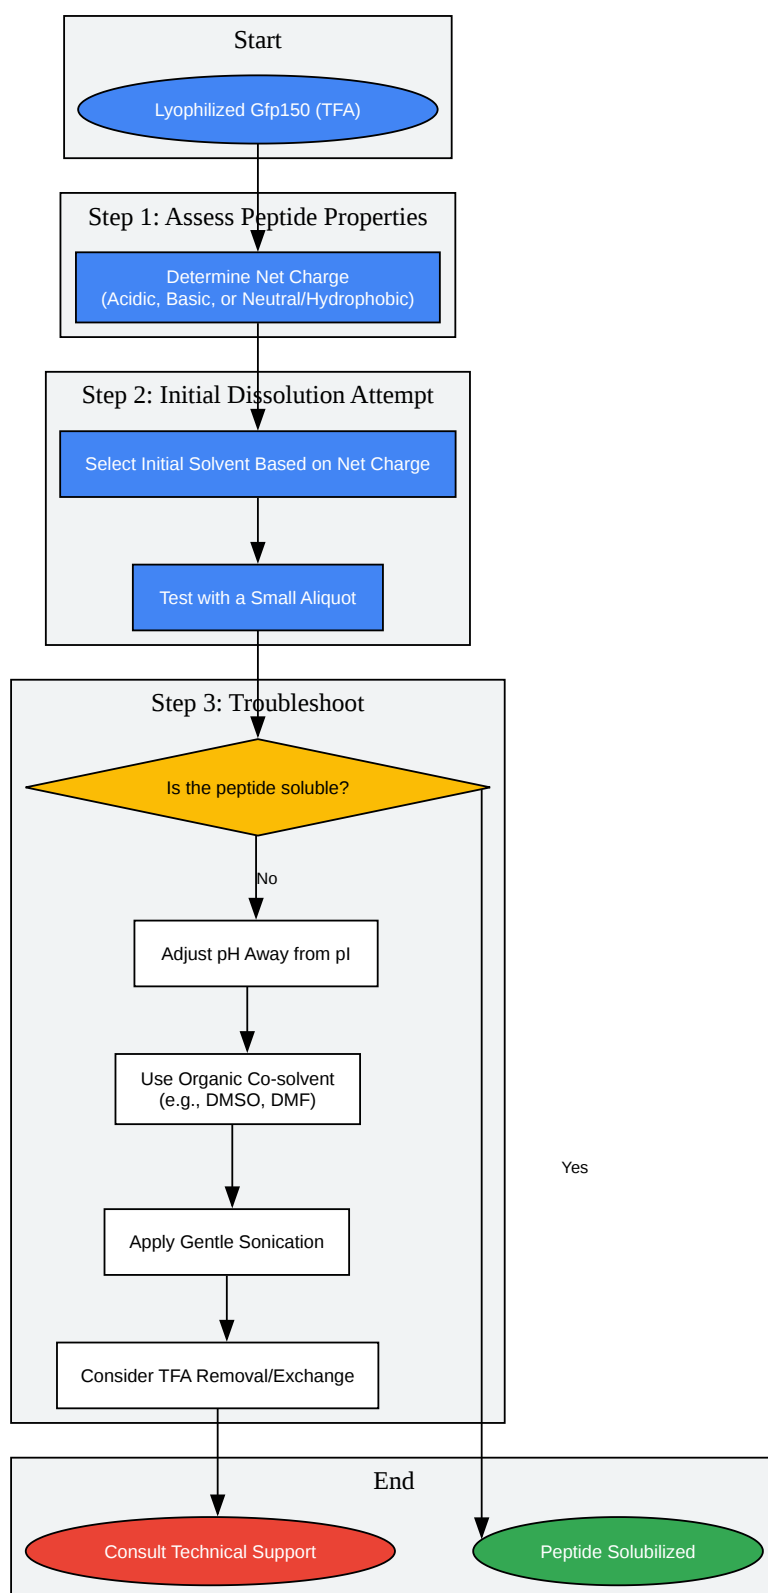 Start
Lyophilized Gfp150 (TFA)
Step 1: Assess Peptide Properties
Determine Net Charge
(Acidic, Basic, or Neutral/Hydrophobic)
Step 2: Initial Dissolution Attempt
Select Initial Solvent Based on Net Charge
Test with a Small Aliquot
Step 3: Troubleshoot
Is the peptide soluble?
No
Adjust pH Away from pI
Use Organic Co-solvent
(e.g., DMSO, DMF)
Yes
Apply Gentle Sonication
Consider TFA Removal/Exchange
End
Consult Technical Support
Peptide Solubilized